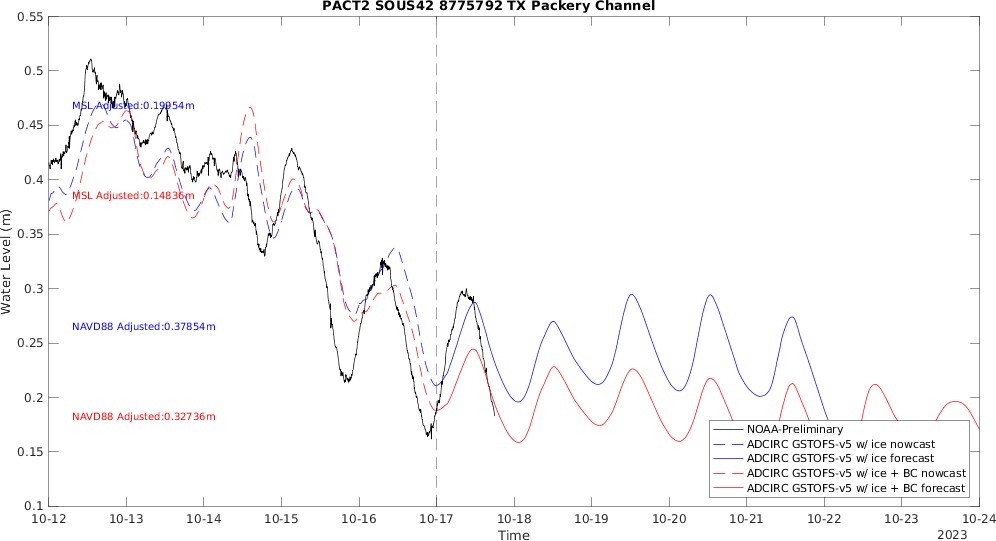 PACT2 SOUS42 8775792 TX Packery Channel
0.55
0.5
0.45
0.4
0.35
0.3
0.25
0.2
0.15
0.1
Water Level (m)
MSL Adjusted:0.19954m
MSL Adjusted:0.14836m
NAVD88 Adjusted:0.37854m
NAVD88 Adjusted:0.32736m
NOAA-Preliminary
ADCIRC GSTOFS-v5 w/ ice nowcast
ADCIRC GSTOFS-v5 w/ ice forecast
ADCIRC GSTOFS-v5 w/ ice + BC nowcast
ADCIRC GSTOFS-v5 w/ ice + BC forecast
10-12 10-13 10-14 10-15 10-16 10-17 10-18 10-19 10-20 10-21 10-22 10-23 10-24
Time
2023